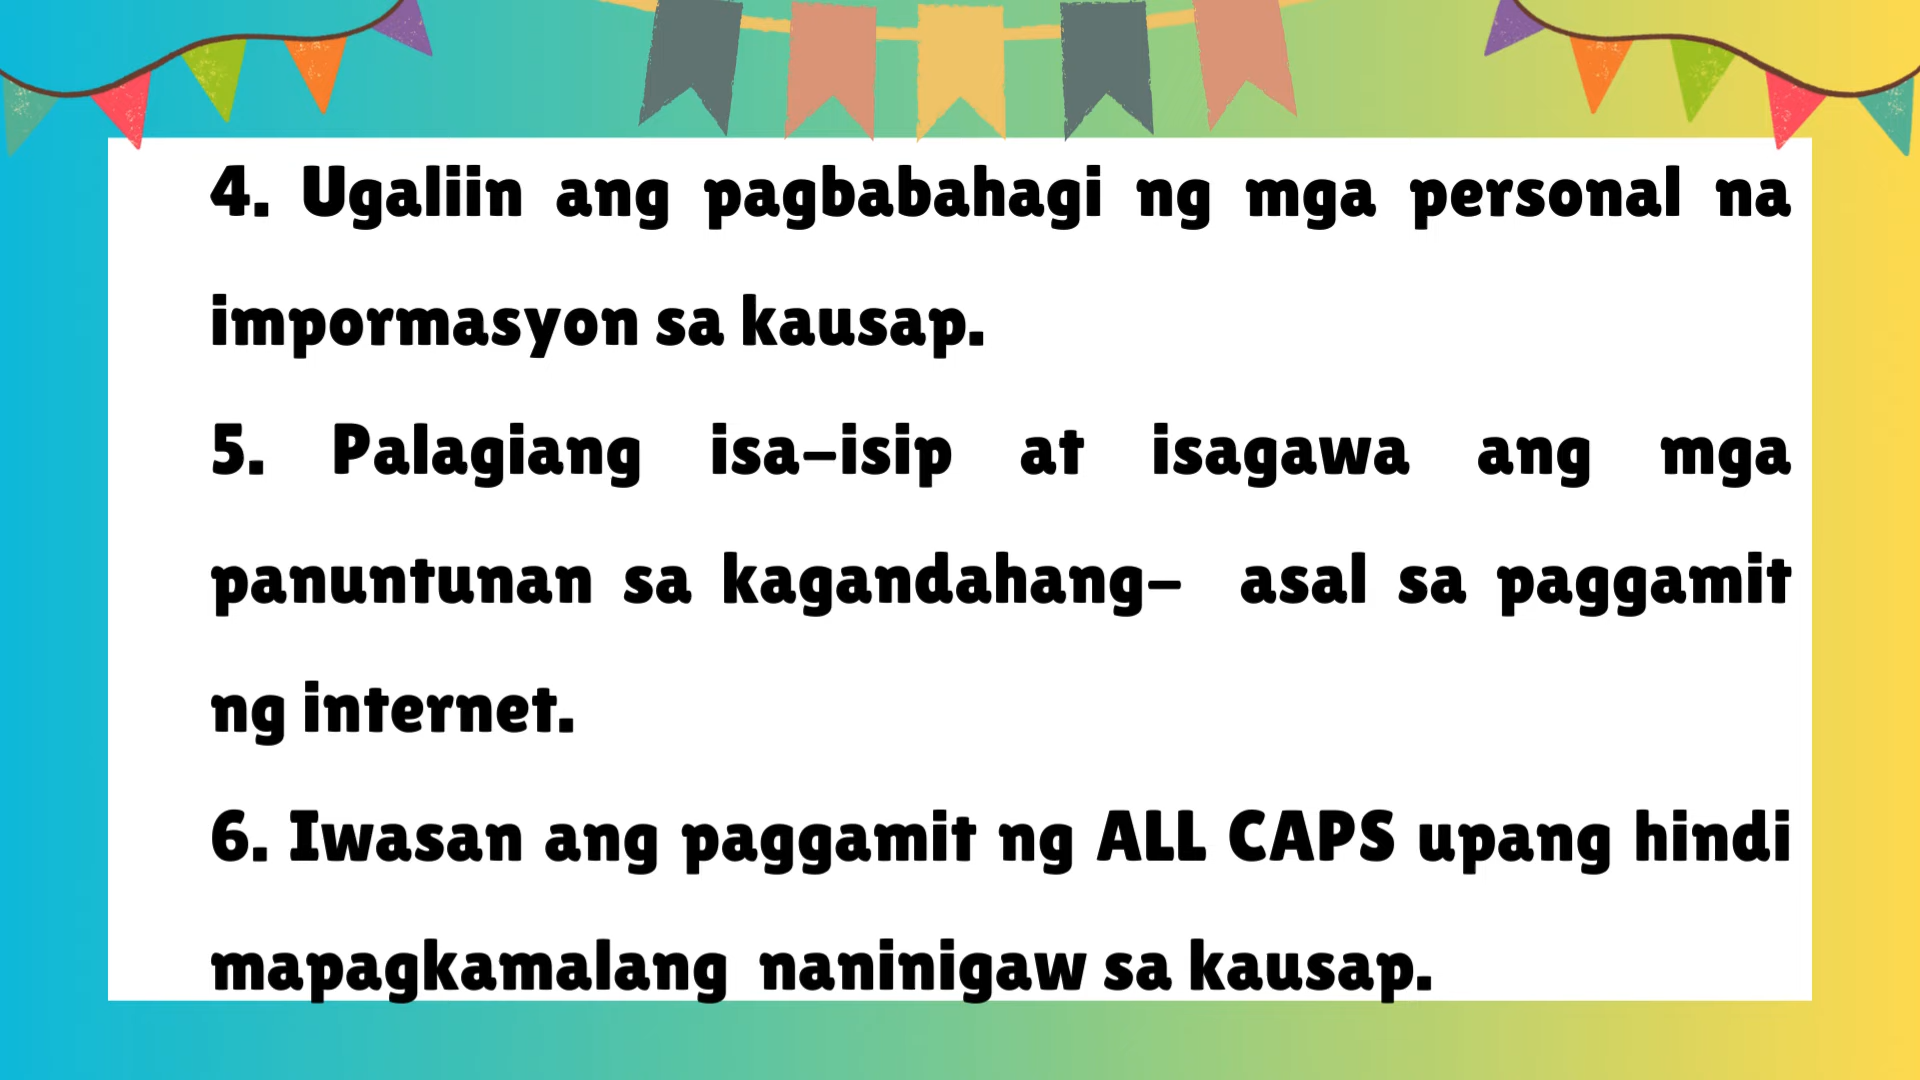 4. Ugaliin ang pagbabahagi ng mga personal na
impormasyon sa kausap.
5. Palagiang isa-isip at isagawa ang mga
panuntunan sa kagandahang- asal sa paggamit
ng internet.
6. Iwasan ang paggamit ng ALL CAPS upang hindi
mapagkamalang naninigaw sa kausap.